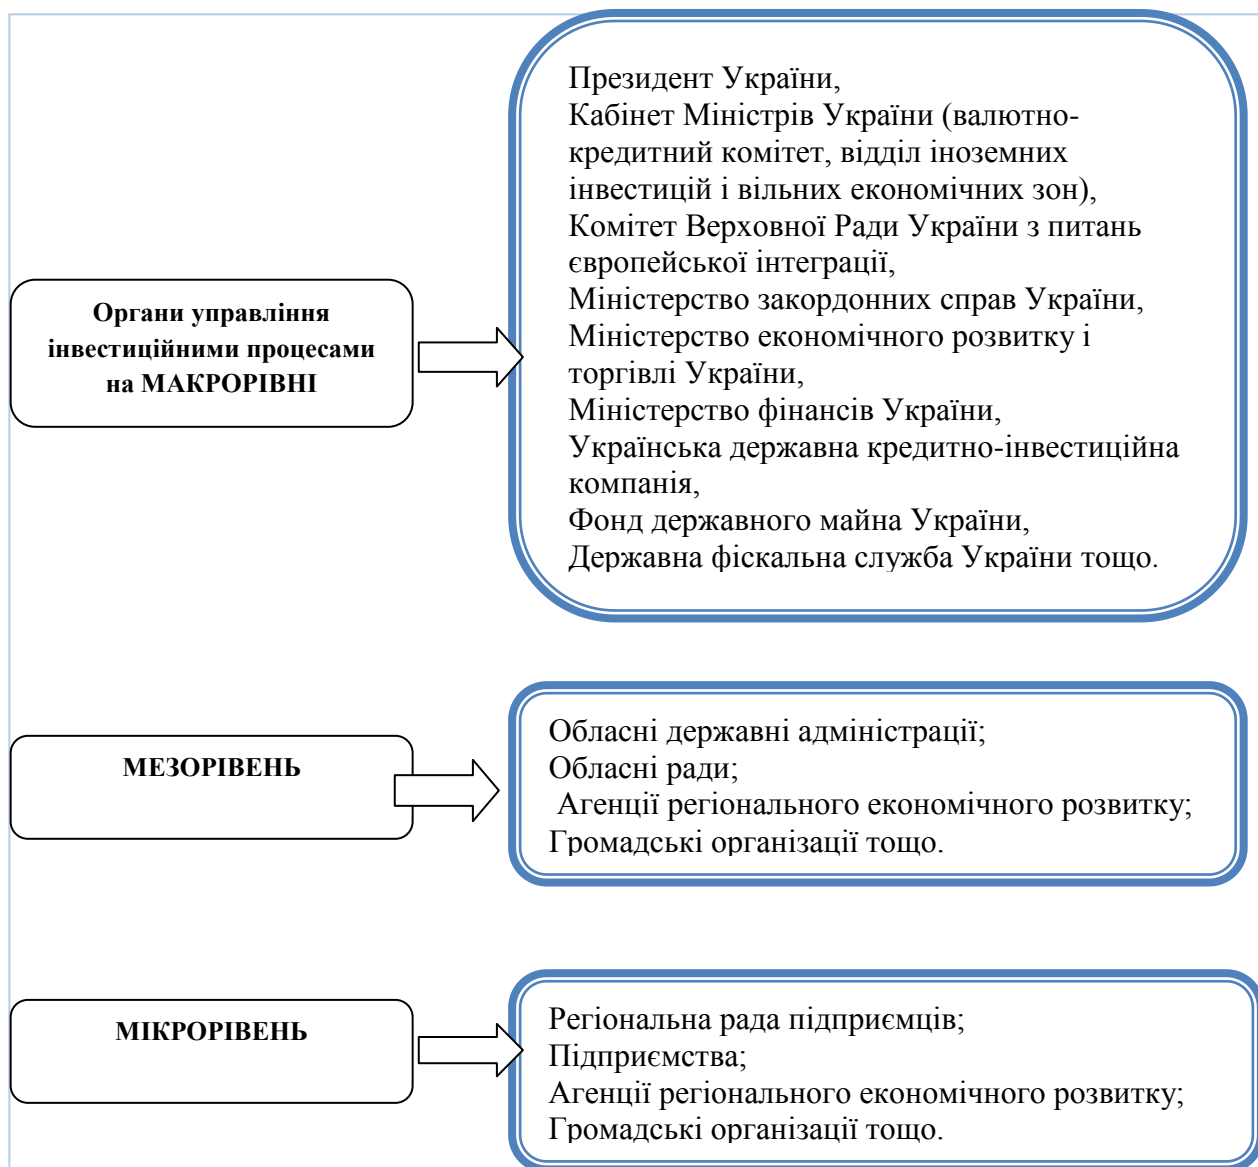 Органи управління
інвестиційними процесами
на МАКРОРІВНІ
Президент України,
Кабінет Міністрів України (валютно-
кредитний комітет, відділ іноземних
інвестицій і вільних економічних зон),
Комітет Верховної Ради України з питань
європейської інтеграції,
Міністерство закордонних справ України,
Міністерство економічного розвитку і
торгівлі України,
Міністерство фінансів України,
Українська державна кредитно-інвестиційна
компанія,
Фонд державного майна України,
Державна фіскальна служба України тощо.
МЕЗОРІВЕНЬ
Обласні державні адміністрації;
Обласні ради;
Агенції регіонального економічного розвитку;
Громадські організації тощо.
МІКРОРІВЕНЬ
Регіональна рада підприємців;
Підприємства;
Агенції регіонального економічного розвитку;
Громадські організації тощо.